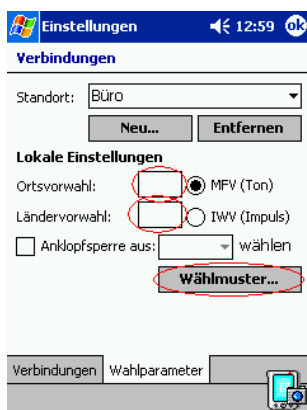 Einstellungen 12:59 ok
Verbindungen
Standort: Büro
Neu... Entfernen
Lokale Einstellungen
Ortsvorwahl: MFV (Ton)
Ländervorwahl: IWV (Impuls)
Anklopfsperre aus: wählen
Wählmuster...
Verbindungen Wahlparameter